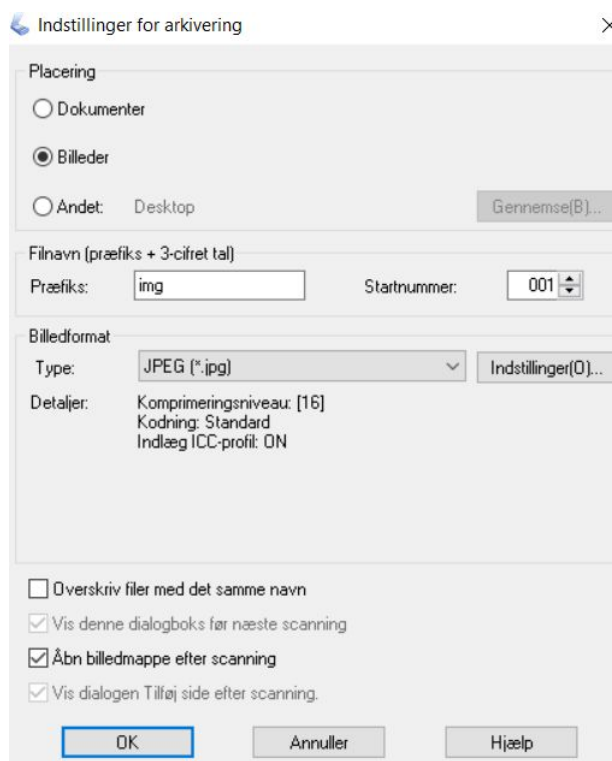 Indstillinger for arkivering
Placering
Dokumenter
Billeder
Andet: Desktop Gennemse(B)...
Filnavn (præfiks + 3-cifret tal)
Præfiks: img Startnummer: 001
Billedformat
Type: JPEG (*.jpg) Indstillinger(O)...
Detaljer: Komprimeringsniveau: [16]
Kodning: Standard
Indlæg ICC-profil: ON
Overskriv filer med det samme navn
Vis denne dialogboks før næste scanning
Åbn billedmappe efter scanning
Vis dialogen Tilføj side efter scanning.
OK Annuller Hjælp